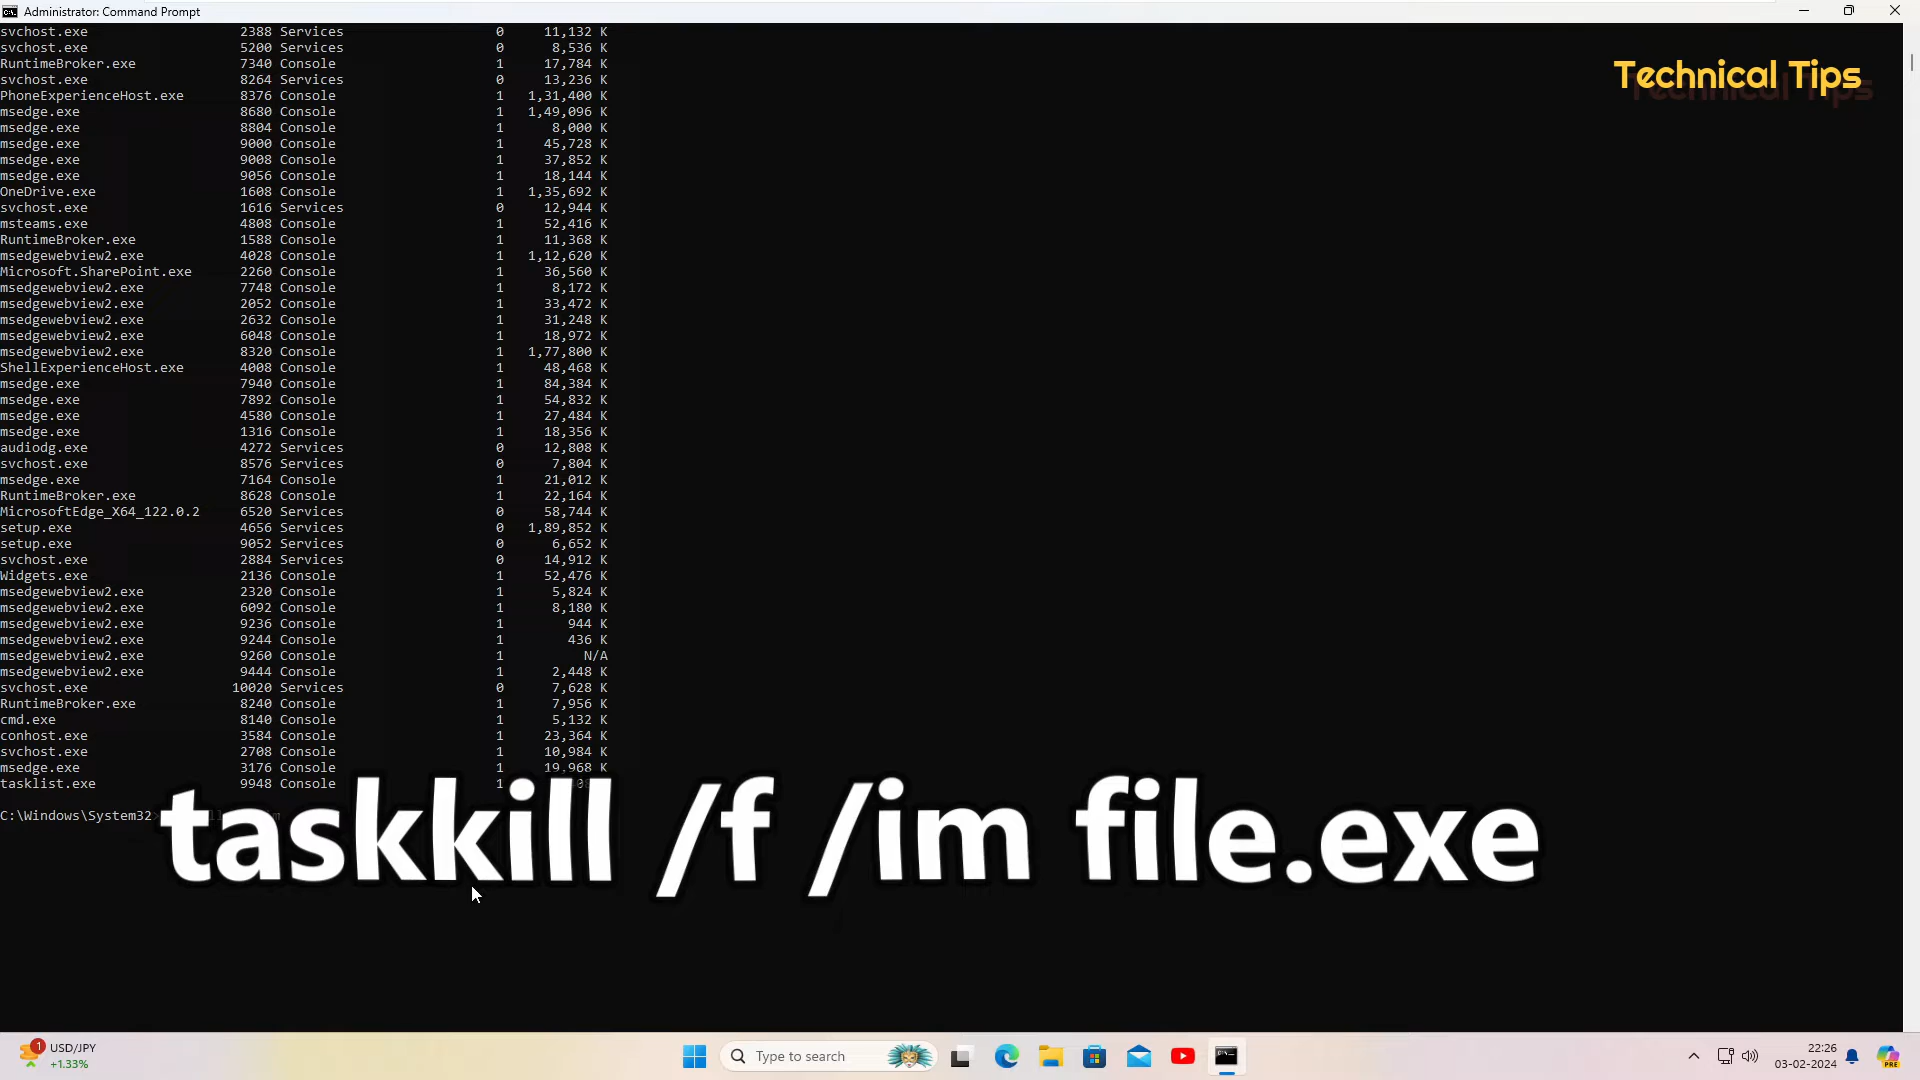 Administrator: Command Prompt
svchost.exe 2388 Services 0 11,132 K
svchost.exe 5200 Services 0 8,536 K
RuntimeBroker.exe 7340 Console 1 17,784 K
svchost.exe 8264 Services 0 13,236 K
PhoneExperienceHost.exe 8376 Console 1 1,31,400 K
msedge.exe 8680 Console 1 1,49,096 K
msedge.exe 8804 Console 1 8,000 K
msedge.exe 9000 Console 1 45,728 K
msedge.exe 9008 Console 1 37,852 K
msedge.exe 9056 Console 1 18,144 K
OneDrive.exe 1608 Console 1 1,35,692 K
svchost.exe 1616 Services 0 12,944 K
msteams.exe 4808 Console 1 52,416 K
RuntimeBroker.exe 1588 Console 1 11,368 K
msedgewebview2.exe 4028 Console 1 1,12,620 K
Microsoft.SharePoint.exe 2260 Console 1 36,560 K
msedgewebview2.exe 7748 Console 1 8,172 K
msedgewebview2.exe 2052 Console 1 33,472 K
msedgewebview2.exe 2632 Console 1 31,248 K
msedgewebview2.exe 6048 Console 1 18,972 K
msedgewebview2.exe 8320 Console 1 1,77,800 K
ShellExperienceHost.exe 4008 Console 1 48,468 K
msedge.exe 7940 Console 1 84,384 K
msedge.exe 7892 Console 1 54,832 K
msedge.exe 4580 Console 1 27,484 K
msedge.exe 1316 Console 1 18,356 K
audiodg.exe 4272 Services 0 12,808 K
svchost.exe 8576 Services 0 7,804 K
msedge.exe 7164 Console 1 21,012 K
RuntimeBroker.exe 8628 Console 1 22,164 K
MicrosoftEdge_X64_122.0.2 6520 Services 0 58,744 K
setup.exe 4656 Services 0 1,89,852 K
setup.exe 9052 Services 0 6,652 K
svchost.exe 2884 Services 0 14,912 K
Widgets.exe 2136 Console 1 52,476 K
msedgewebview2.exe 2320 Console 1 5,824 K
msedgewebview2.exe 6092 Console 1 8,180 K
msedgewebview2.exe 9236 Console 1 944 K
msedgewebview2.exe 9244 Console 1 436 K
msedgewebview2.exe 9260 Console 1 N/A
msedgewebview2.exe 9444 Console 1 2,448 K
svchost.exe 10020 Services 0 7,628 K
RuntimeBroker.exe 8240 Console 1 7,956 K
cmd.exe 8140 Console 1 5,132 K
conhost.exe 3584 Console 1 23,364 K
svchost.exe 2708 Console 1 10,984 K
msedge.exe 3176 Console 1 19,968 K
tasklist.exe 9948 Console 1
C:\Windows\System32
Technical Tips
taskkill /f /im file.exe
1 USD/JPY
+1.33%
Type to search
PRE
22:26
03-02-2024